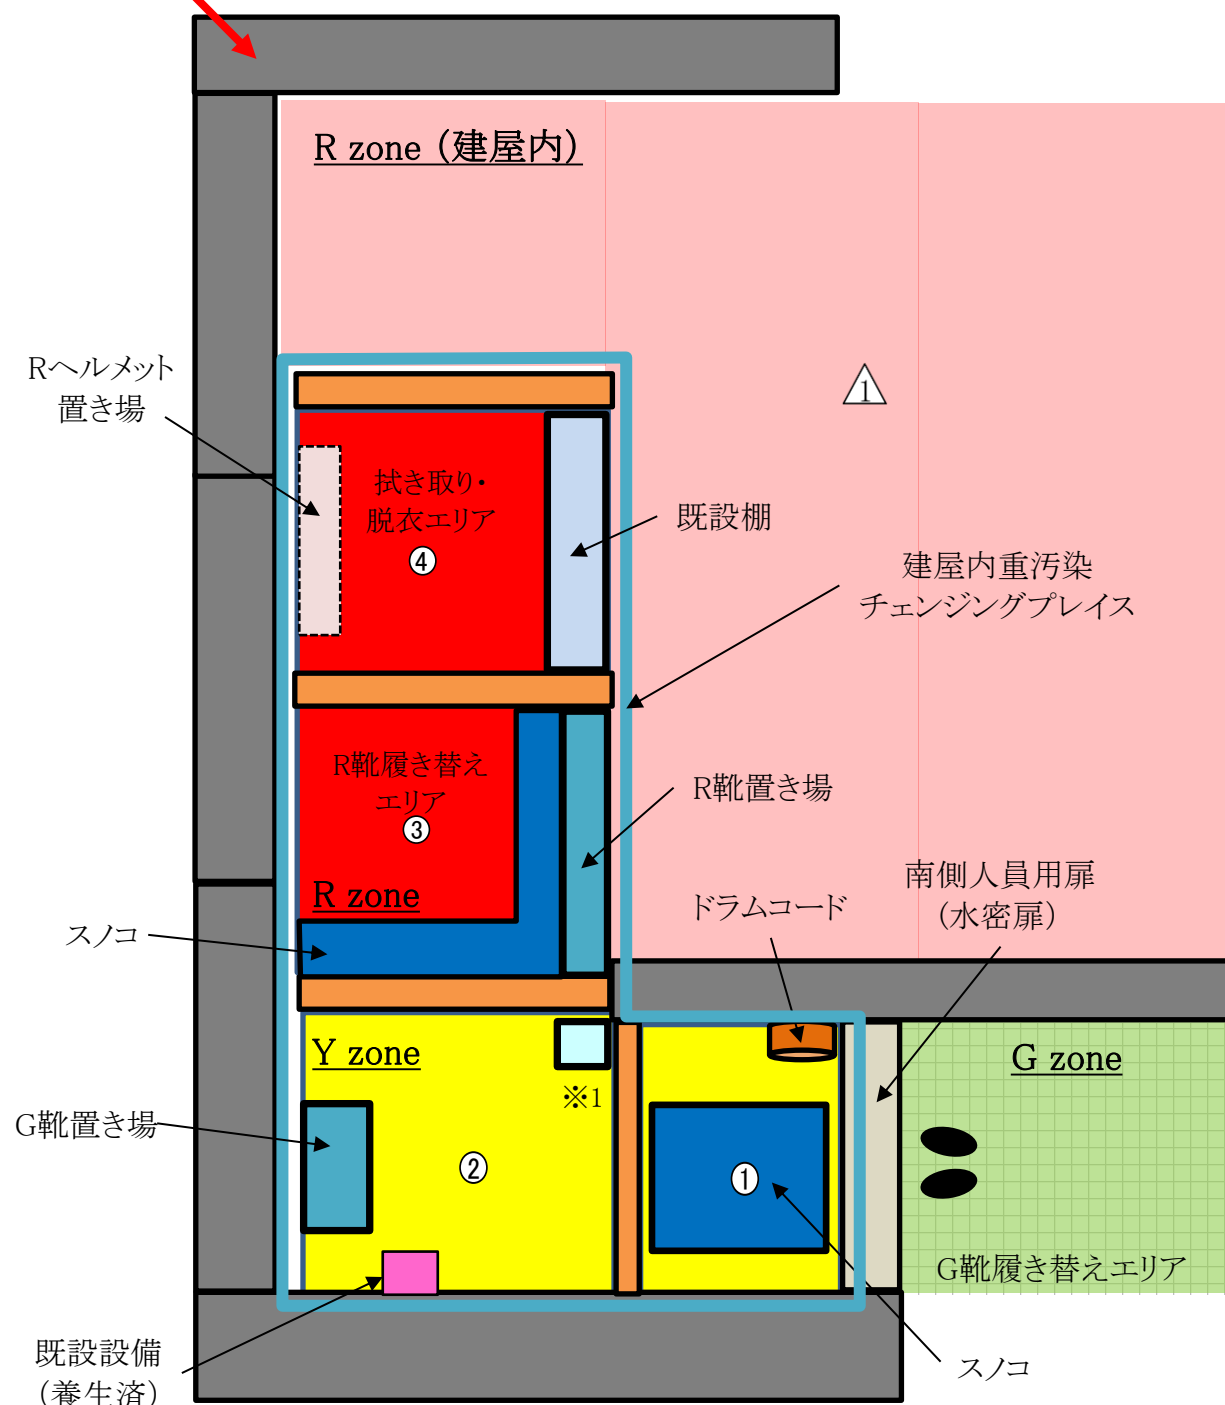 R zone（建屋内）
Rヘルメット
置き場
1
拭き取り・
脱衣エリア
④
既設棚
建屋内重汚染
チェンジングプレイス
R靴履き替え
エリア
③
R靴置き場
R zone
南側人員用扉
（水密扉）
ドラムコード
スノコ
Y zone
※1
G zone
G靴置き場
②
①
G靴履き替えエリア
既設設備
（養生済）
スノコ